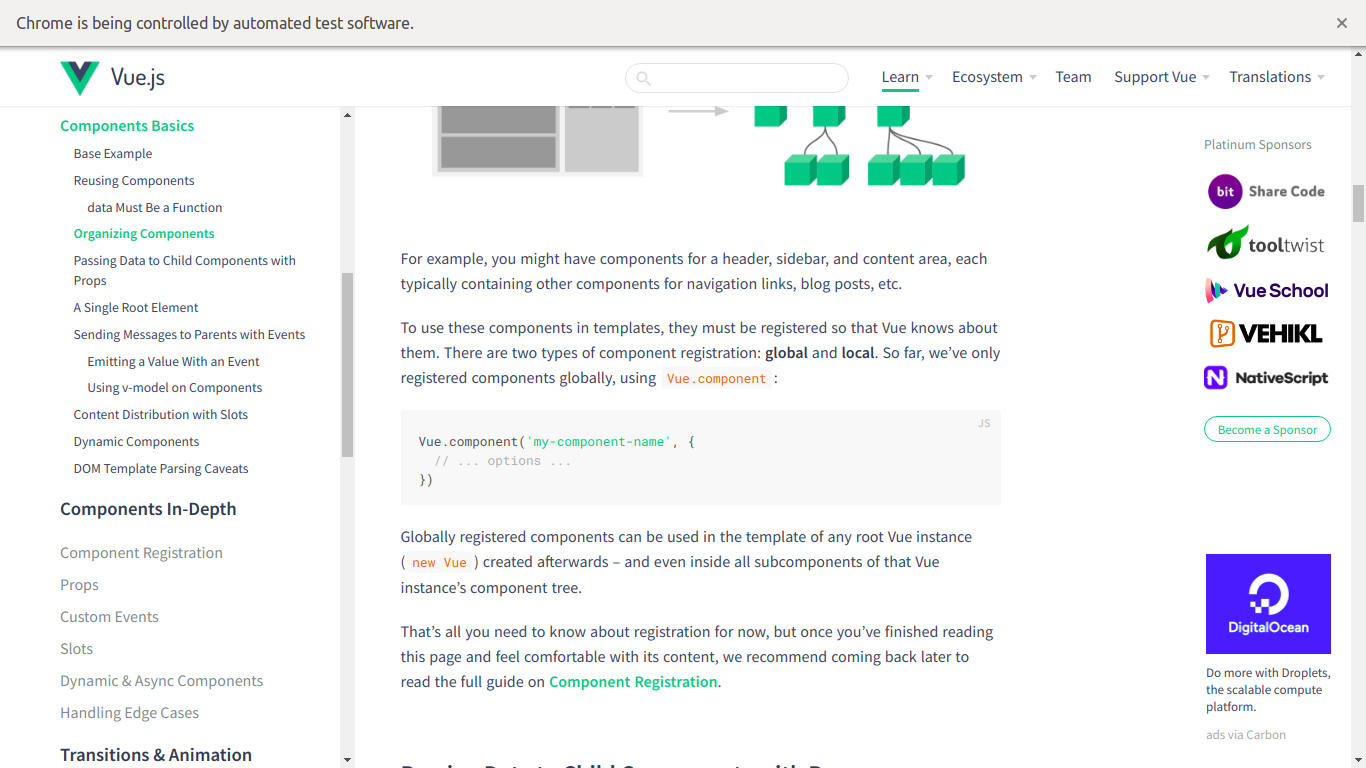 Chrome is being controlled by automated test software.
Vue.js
Learn
Ecosystem
Team
Support Vue
Translations
Components Basics
Base Example
Reusing Components
data Must Be a Function
Organizing Components
Passing Data to Child Components with
Props
A Single Root Element
Sending Messages to Parents with Events
Emitting a Value With an Event
Using v-model on Components
Content Distribution with Slots
Dynamic Components
DOM Template Parsing Caveats
Components In-Depth
Component Registration
Props
Custom Events
Slots
Dynamic & Async Components
Handling Edge Cases
Transitions & Animation
For example, you might have components for a header, sidebar, and content area, each
typically containing other components for navigation links, blog posts, etc.
To use these components in templates, they must be registered so that Vue knows about
them. There are two types of component registration: global and local. So far, we’ve only
registered components globally, using Vue.component :
JS
Vue.component('my-component-name', {
// ... options ...
})
Globally registered components can be used in the template of any root Vue instance
( new Vue ) created afterwards – and even inside all subcomponents of that Vue
instance’s component tree.
That’s all you need to know about registration for now, but once you’ve finished reading
this page and feel comfortable with its content, we recommend coming back later to
read the full guide on Component Registration.
Platinum Sponsors
bit Share Code
tooltwist
Vue School
VEHIKL
NativeScript
Become a Sponsor
DigitalOcean
Do more with Droplets,
the scalable compute
platform.
ads via Carbon